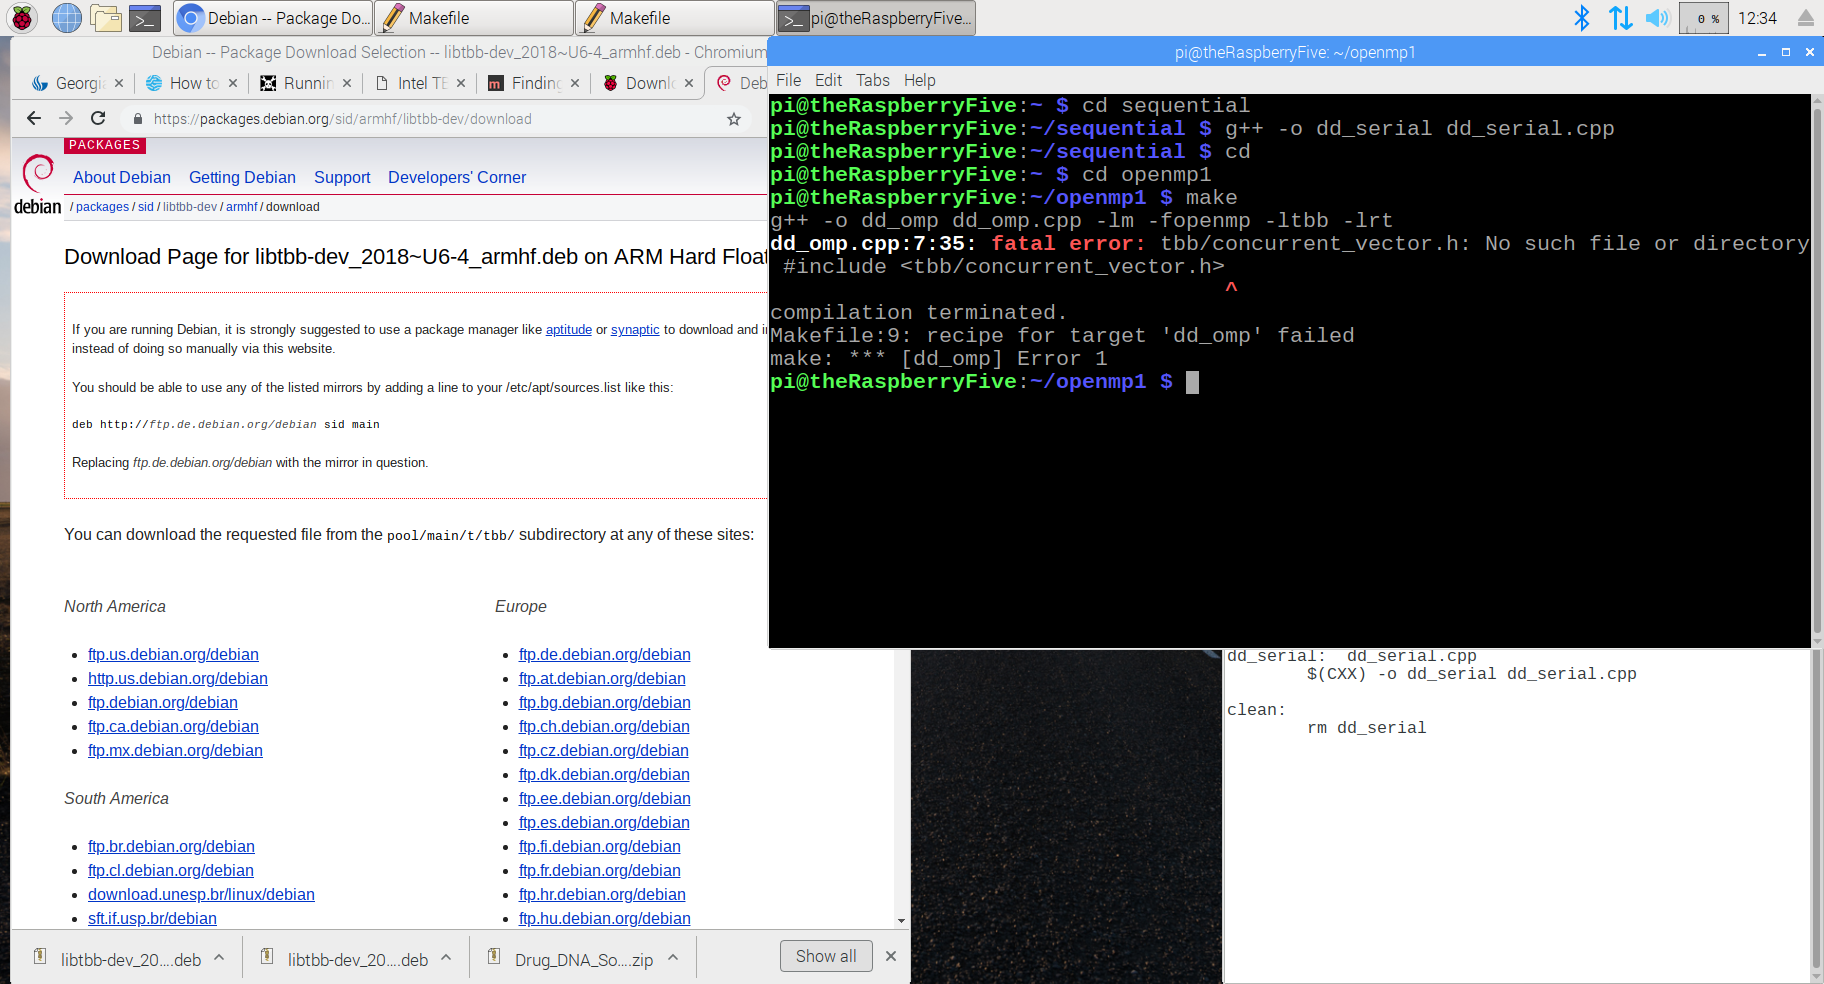 Debian -- Package Do...
Makefile
Makefile
pi@theRaspberryFive...
0 %
12:34
Debian -- Package Download Selection -- libtbb-dev_2018~U6-4_armhf.deb - Chromium
Georgi
How to
Runnin
Intel TB
Finding
Downlo
Deb
https://packages.debian.org/sid/armhf/libtbb-dev/download
PACKAGES
About Debian Getting Debian Support Developers' Corner
debian
/ packages / sid / libtbb-dev / armhf / download
Download Page for libtbb-dev_2018~U6-4_armhf.deb on ARM Hard Float
If you are running Debian, it is strongly suggested to use a package manager like aptitude or synaptic to download and in
instead of doing so manually via this website.
You should be able to use any of the listed mirrors by adding a line to your /etc/apt/sources.list like this:
deb http://ftp.de.debian.org/debian sid main
Replacing ftp.de.debian.org/debian with the mirror in question.
You can download the requested file from the pool/main/t/tbb/ subdirectory at any of these sites:
North America
ftp.us.debian.org/debian
http.us.debian.org/debian
ftp.debian.org/debian
ftp.ca.debian.org/debian
ftp.mx.debian.org/debian
South America
ftp.br.debian.org/debian
ftp.cl.debian.org/debian
download.unesp.br/linux/debian
sft.if.usp.br/debian
Europe
ftp.de.debian.org/debian
ftp.at.debian.org/debian
ftp.bg.debian.org/debian
ftp.ch.debian.org/debian
ftp.cz.debian.org/debian
ftp.dk.debian.org/debian
ftp.ee.debian.org/debian
ftp.es.debian.org/debian
ftp.fi.debian.org/debian
ftp.fr.debian.org/debian
ftp.hr.debian.org/debian
ftp.hu.debian.org/debian
libtbb-dev_20....deb
libtbb-dev_20....deb
Drug_DNA_So....zip
Show all
pi@theRaspberryFive: ~/openmp1
File Edit Tabs Help
pi@theRaspberryFive:~ $ cd sequential
pi@theRaspberryFive:~/sequential $ g++ -o dd_serial dd_serial.cpp
pi@theRaspberryFive:~/sequential $ cd
pi@theRaspberryFive:~ $ cd openmp1
pi@theRaspberryFive:~/openmp1 $ make
g++ -o dd_omp dd_omp.cpp -lm -fopenmp -ltbb -lrt
dd_omp.cpp:7:35: fatal error: tbb/concurrent_vector.h: No such file or directory
#include <tbb/concurrent_vector.h>
^
compilation terminated.
Makefile:9: recipe for target 'dd_omp' failed
make: *** [dd_omp] Error 1
pi@theRaspberryFive:~/openmp1 $
dd_serial: dd_serial.cpp
$(CXX) -o dd_serial dd_serial.cpp
clean:
rm dd_serial